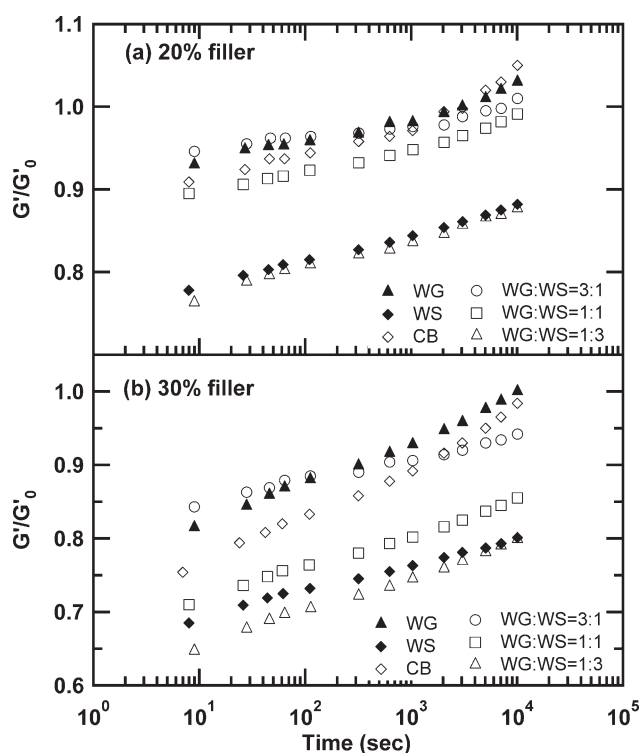 1.1
(a) 20% filler
1.0
0.9
0.8
G'/G'0
WG
WS
CB
WG:WS=3:1
WG:WS=1:1
WG:WS=1:3
(b) 30% filler
1.0
0.9
0.8
0.7
0.6
G'/G'0
WG
WS
CB
WG:WS=3:1
WG:WS=1:1
WG:WS=1:3
10^0
10^1
10^2
10^3
10^4
10^5
Time (sec)